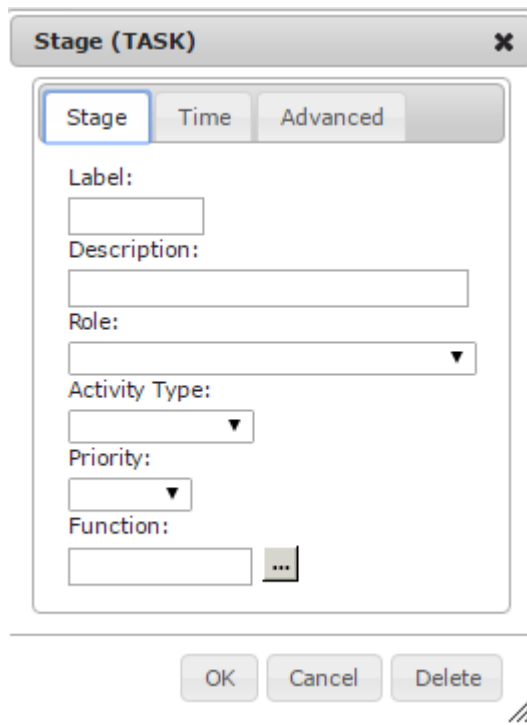 Stage (TASK)
Stage Time Advanced
Label:
Description:
Role:
Activity Type:
Priority:
Function:
...
OK Cancel Delete